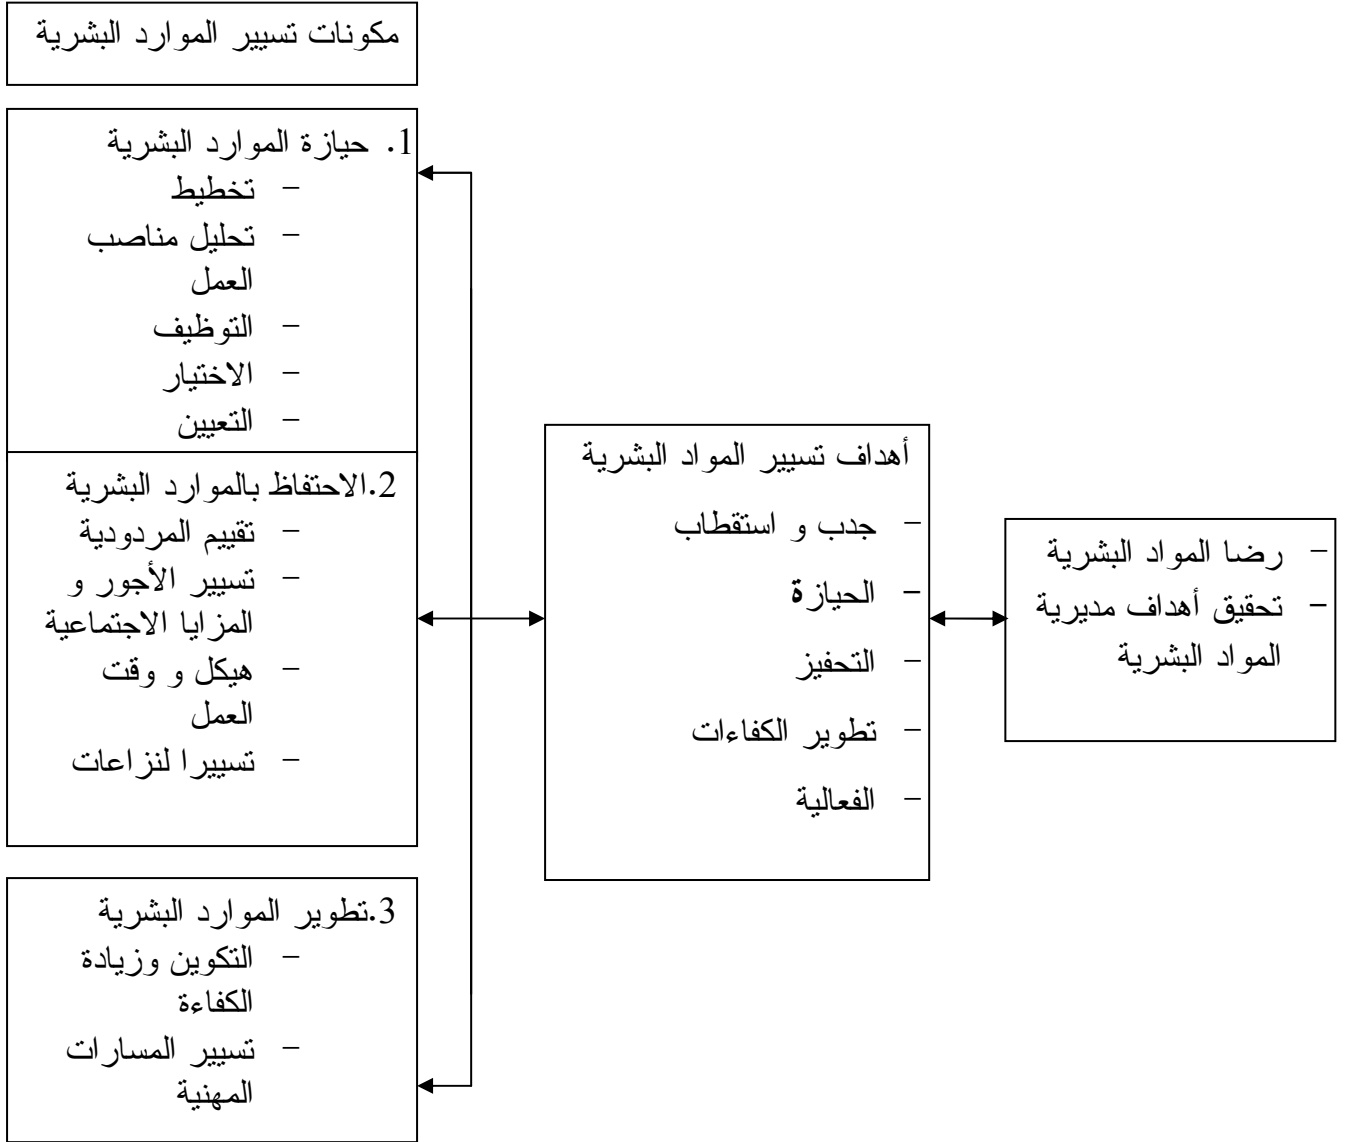 مكونات تسيير الموارد البشرية
1. حيازة الموارد البشرية
- تخطيط
- تحليل مناصب
العمل
- التوظيف
- الاختيار
- التعيين
2.الاحتفاظ بالموارد البشرية
- تقييم المردودية
- تسيير الأجور و
المزايا الاجتماعية
- هيكل و وقت
العمل
- تسييرا لنزاعات
3.تطوير الموارد البشرية
- التكوين وزيادة
الكفاءة
- تسيير المسارات
المهنية
أهداف تسيير المواد البشرية
- جدب و استقطاب
- الحيازة
- التحفيز
- تطوير الكفاءات
- الفعالية
- رضا المواد البشرية
- تحقيق أهداف مديرية
المواد البشرية